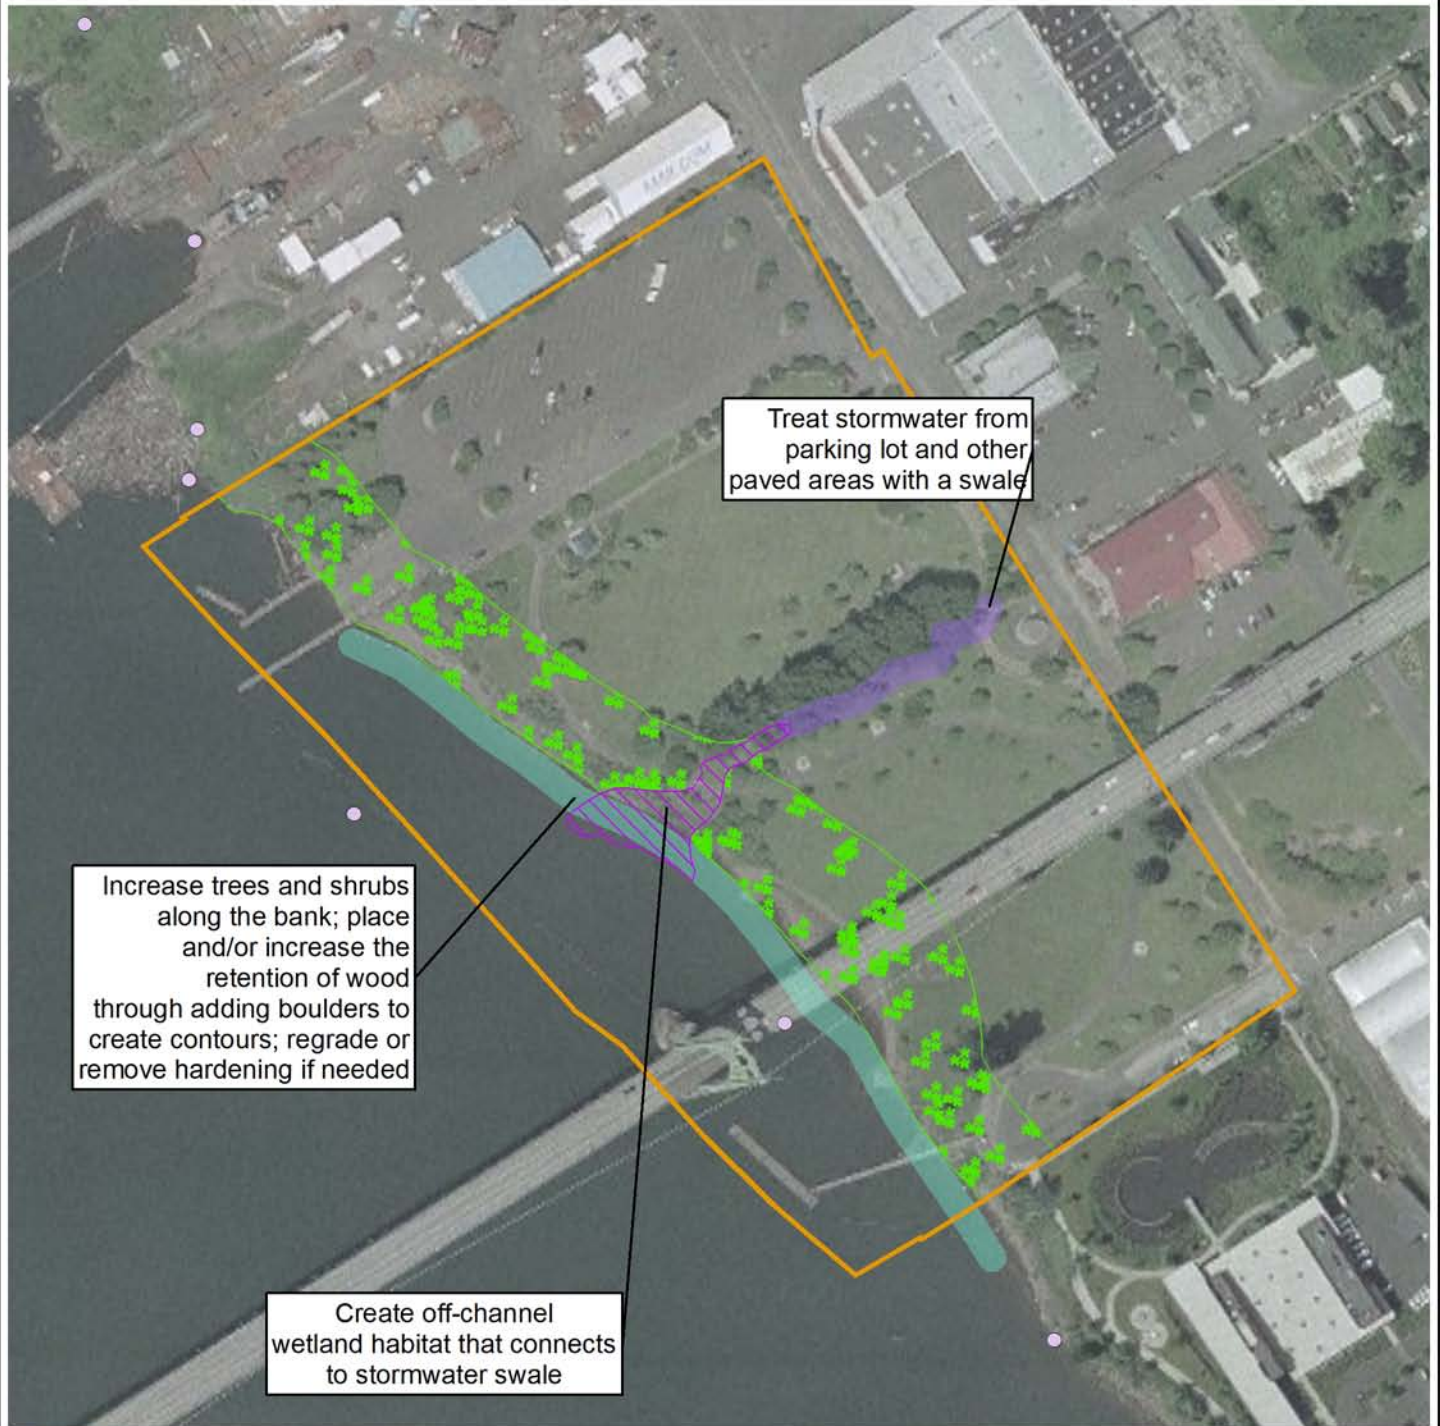 Treat stormwater from
parking lot and other
paved areas with a swale
Increase trees and shrubs
along the bank; place
and/or increase the
retention of wood
through adding boulders to
create contours; regrade or
remove hardening if needed
Create off-channel
wetland habitat that connects
to stormwater swale